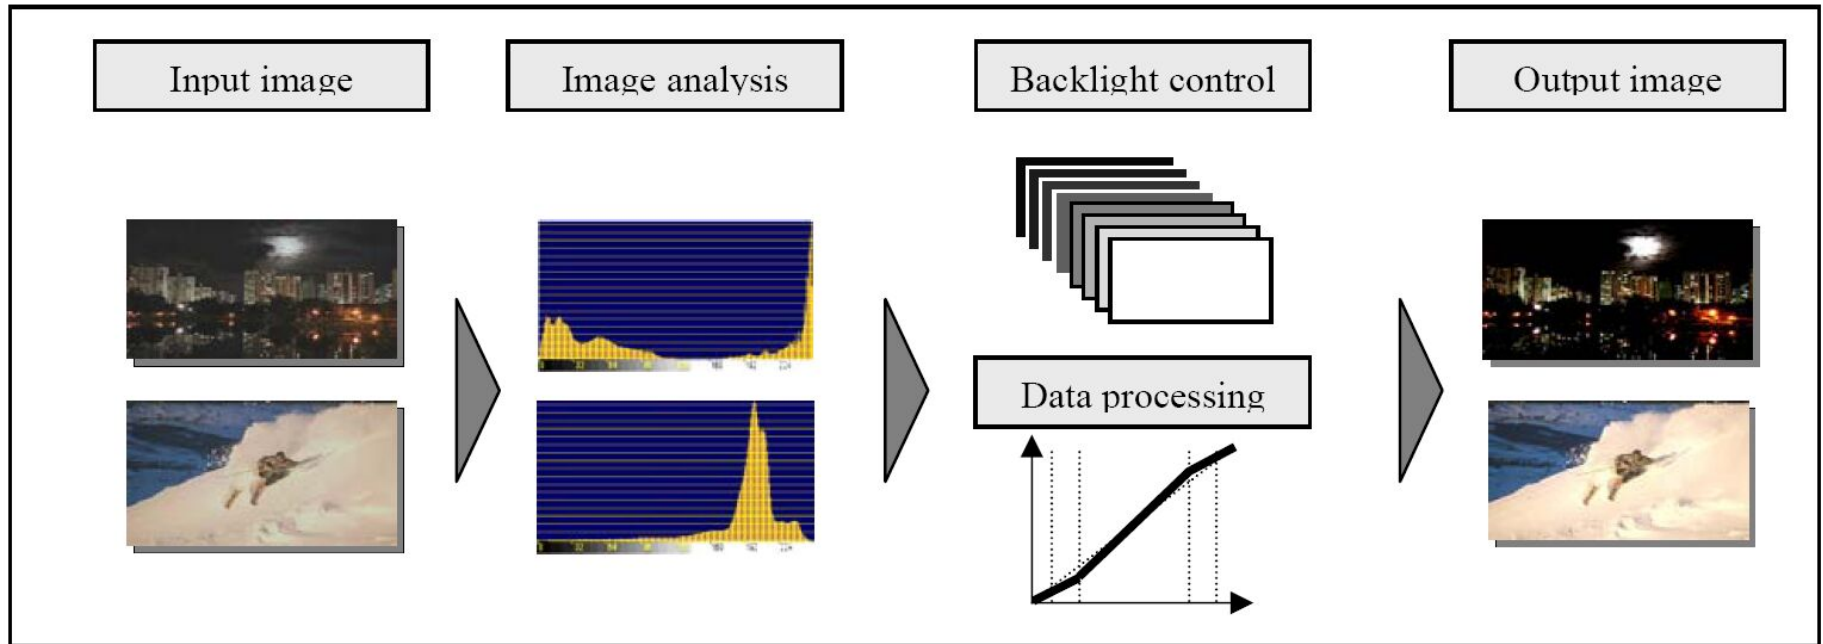 Input image
Image analysis
Backlight control
Output image
Data processing